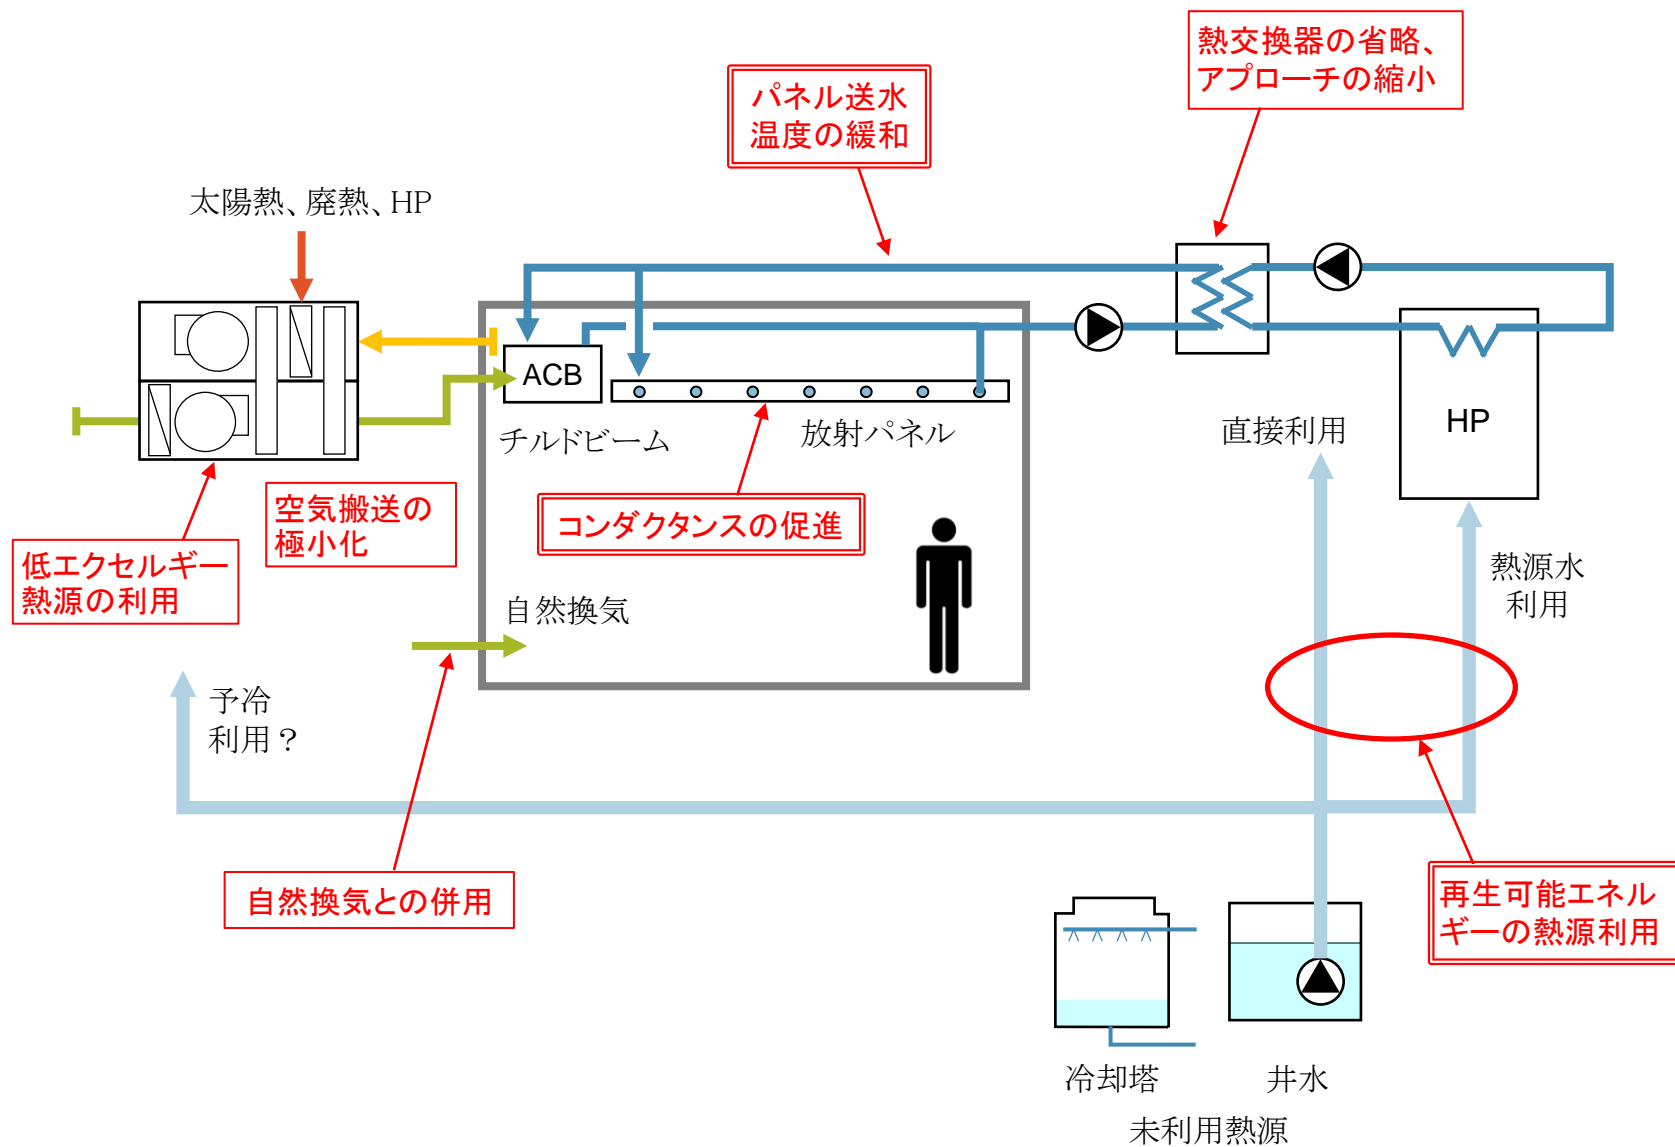 熱交換器の省略、
アプローチの縮小
パネル送水
温度の緩和
太陽熱、廃熱、HP
ACB
チルドビーム
放射パネル
直接利用
HP
コンダクタンスの促進
空気搬送の
極小化
低エクセルギー
熱源の利用
自然換気
熱源水
利用
予冷
利用？
自然換気との併用
再生可能エネル
ギーの熱源利用
冷却塔
井水
未利用熱源